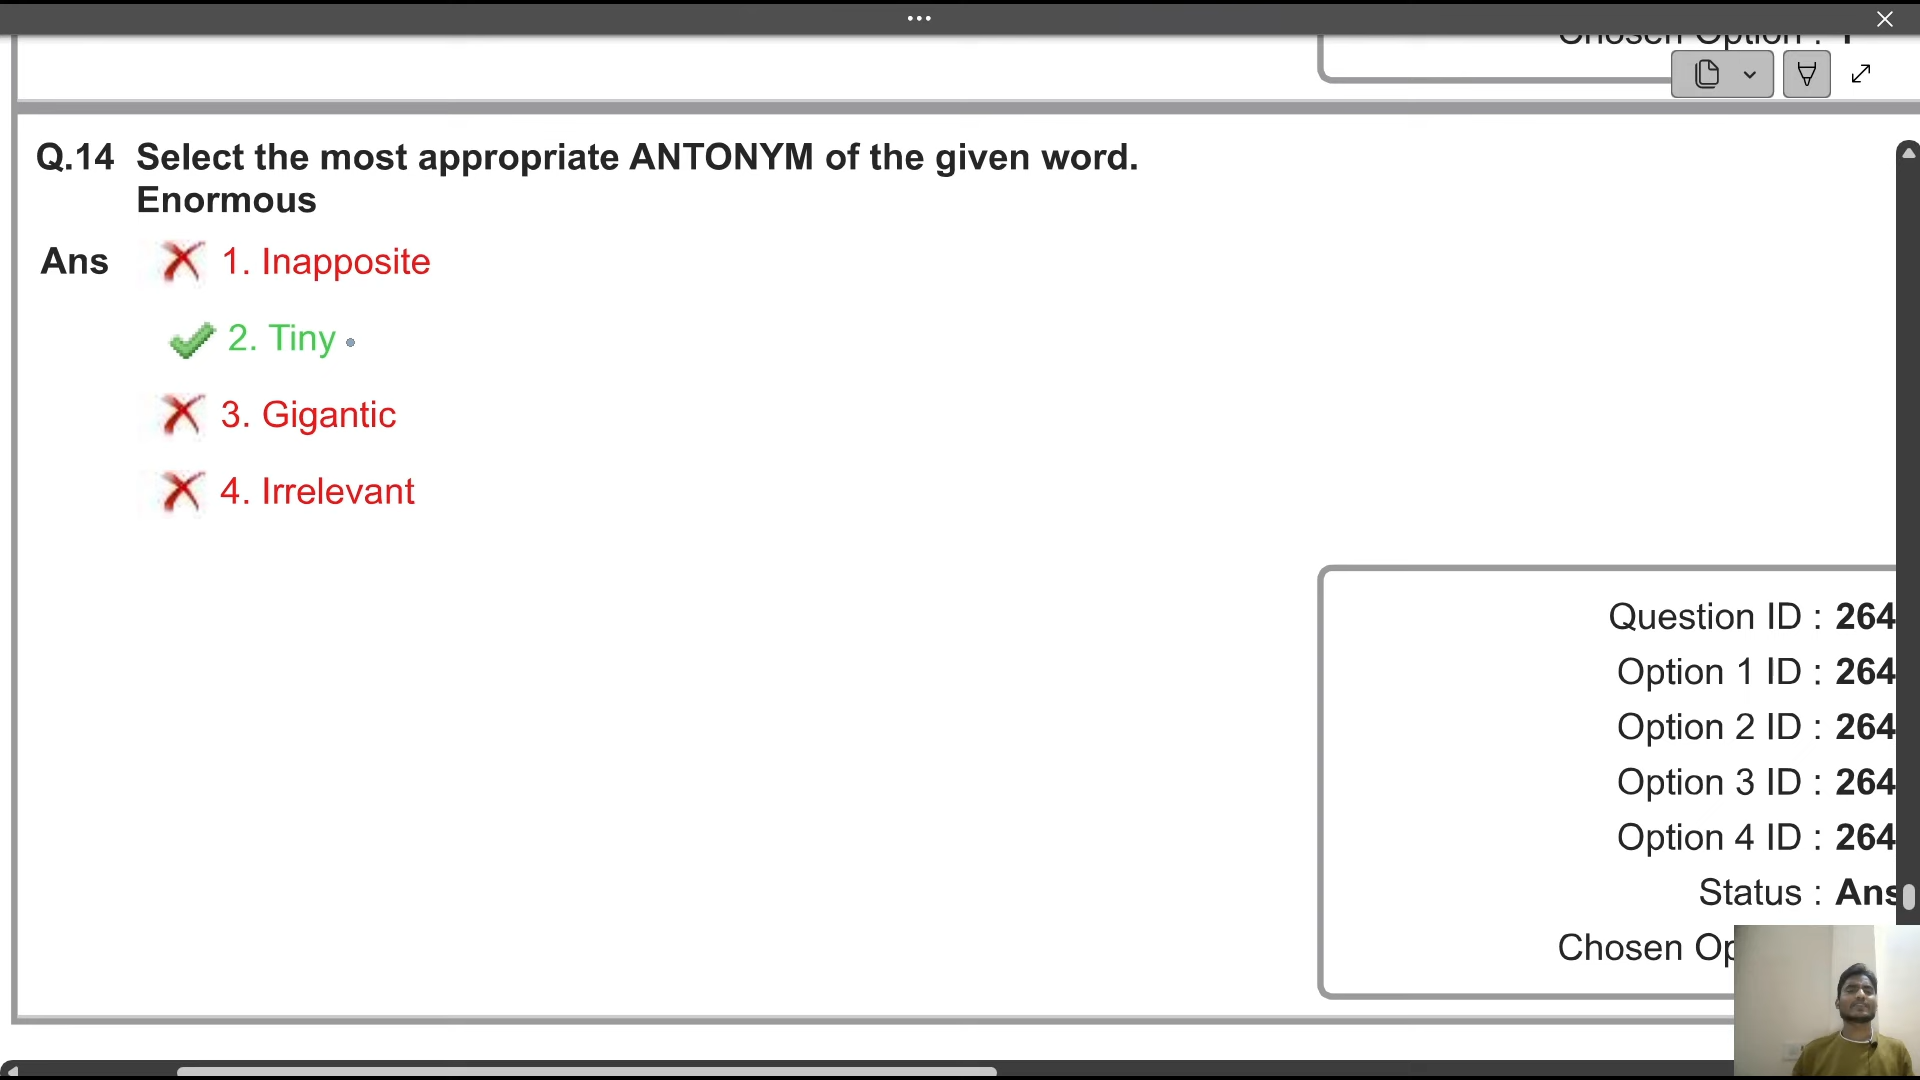 Q.14 Select the most appropriate ANTONYM of the given word.
Enormous
Ans 1. Inapposite
2. Tiny
3. Gigantic
4. Irrelevant
Question ID : 264
Option 1 ID : 264
Option 2 ID : 264
Option 3 ID : 264
Option 4 ID : 264
Status : Ans
Chosen Op